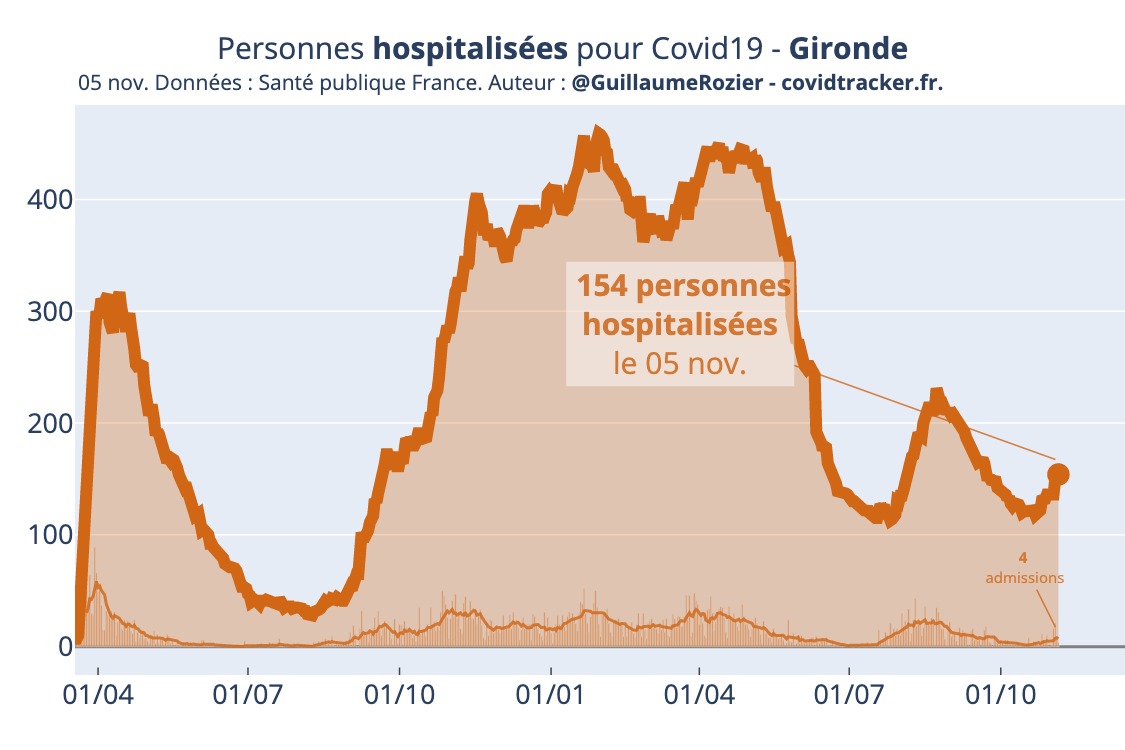 Personnes hospitalisées pour Covid19 - Gironde
05 nov. Données : Santé publique France. Auteur : @GuillaumeRozier - covidtracker.fr.
400
300
200
100
0
154 personnes
hospitalisées
le 05 nov.
4
admissions
01/04
01/07
01/10
01/01
01/04
01/07
01/10